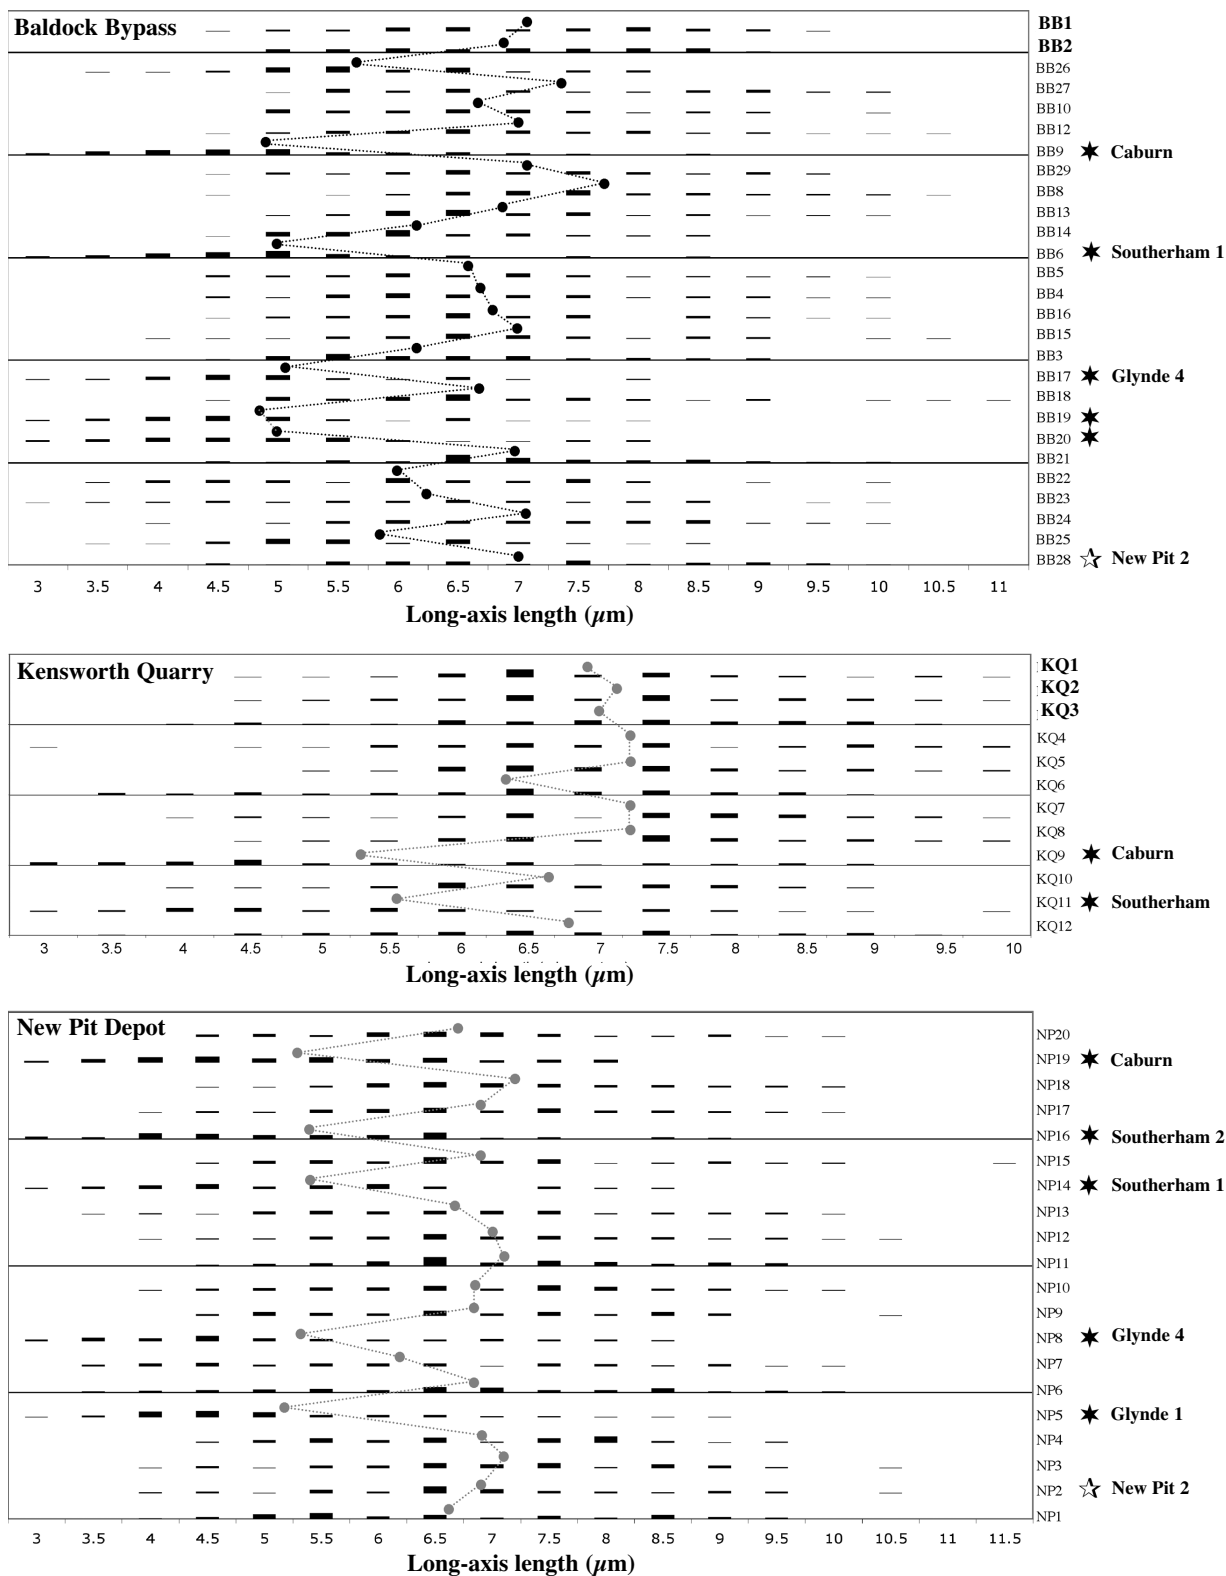 Baldock Bypass
BB1
BB2
BB26
BB27
BB10
BB12
BB9 Caburn
BB29
BB8
BB13
BB14
BB6 Southerham 1
BB5
BB4
BB16
BB15
BB3
BB17 Glynde 4
BB18
BB19
BB20
BB21
BB22
BB23
BB24
BB25
BB28 New Pit 2
3 3.5 4 4.5 5 5.5 6 6.5 7 7.5 8 8.5 9 9.5 10 10.5 11
Long-axis length (µm)
Kensworth Quarry
KQ1
KQ2
KQ3
KQ4
KQ5
KQ6
KQ7
KQ8
KQ9 Caburn
KQ10
KQ11 Southerham
KQ12
3 3.5 4 4.5 5 5.5 6 6.5 7 7.5 8 8.5 9 9.5 10
Long-axis length (µm)
New Pit Depot
NP20
NP19 Caburn
NP18
NP17
NP16 Southerham 2
NP15
NP14 Southerham 1
NP13
NP12
NP11
NP10
NP9
NP8 Glynde 4
NP7
NP6
NP5 Glynde 1
NP4
NP3
NP2 New Pit 2
NP1
3 3.5 4 4.5 5 5.5 6 6.5 7 7.5 8 8.5 9 9.5 10 10.5 11 11.5
Long-axis length (µm)